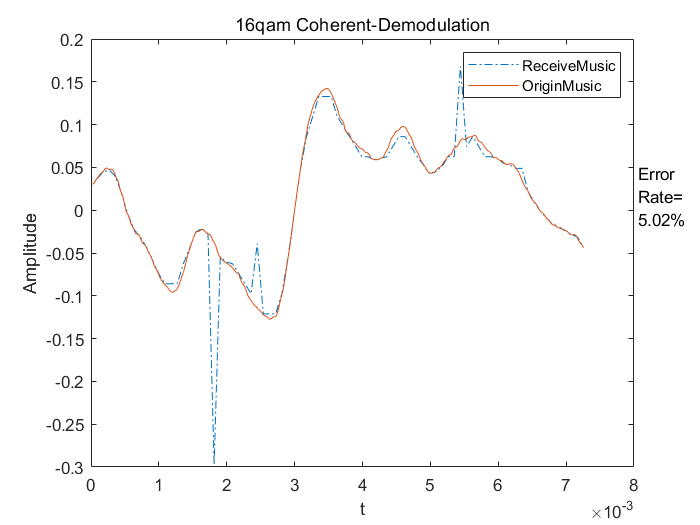 16qam Coherent-Demodulation
0.2
0.15
0.1
0.05
0
-0.05
-0.1
-0.15
-0.2
-0.25
-0.3
Amplitude
ReceiveMusic
OriginMusic
Error
Rate=
5.02%
0 1 2 3 4 5 6 7 8
t
×10⁻³